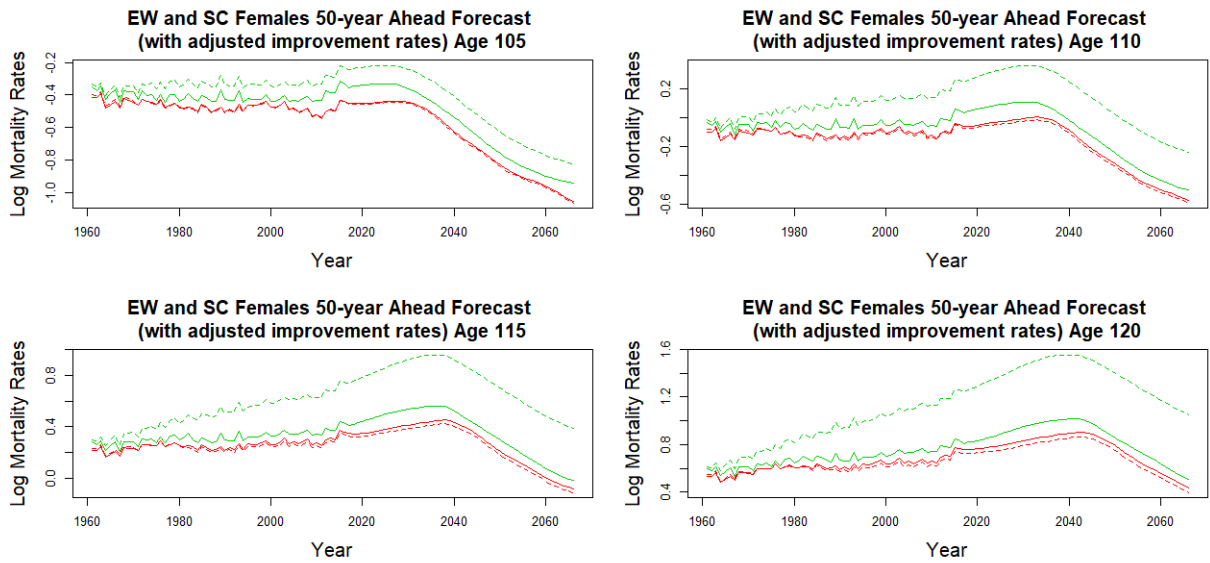 EW and SC Females 50-year Ahead Forecast
(with adjusted improvement rates) Age 105
Log Mortality Rates
-0.2
-0.4
-0.6
-0.8
-1.0
1960 1980 2000 2020 2040 2060
Year
EW and SC Females 50-year Ahead Forecast
(with adjusted improvement rates) Age 110
Log Mortality Rates
0.2
-0.2
-0.6
1960 1980 2000 2020 2040 2060
Year
EW and SC Females 50-year Ahead Forecast
(with adjusted improvement rates) Age 115
Log Mortality Rates
0.8
0.4
0.0
1960 1980 2000 2020 2040 2060
Year
EW and SC Females 50-year Ahead Forecast
(with adjusted improvement rates) Age 120
Log Mortality Rates
1.6
1.2
0.8
0.4
1960 1980 2000 2020 2040 2060
Year